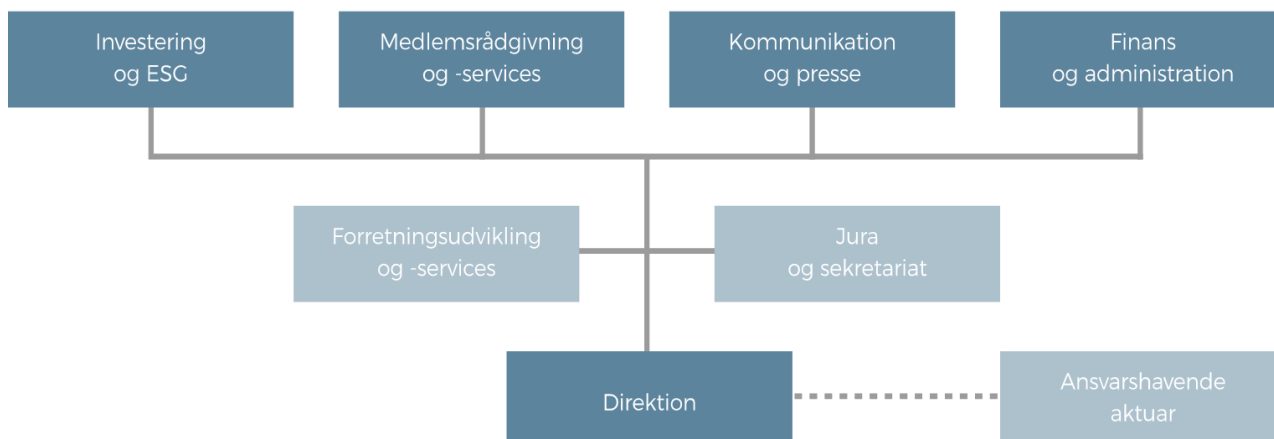 Investering
og ESG
Medlemsrådgivning
og -services
Kommunikation
og presse
Finans
og administration
Forretningsudvikling
og -services
Jura
og sekretariat
Direktion
Ansvarshavende
aktuar